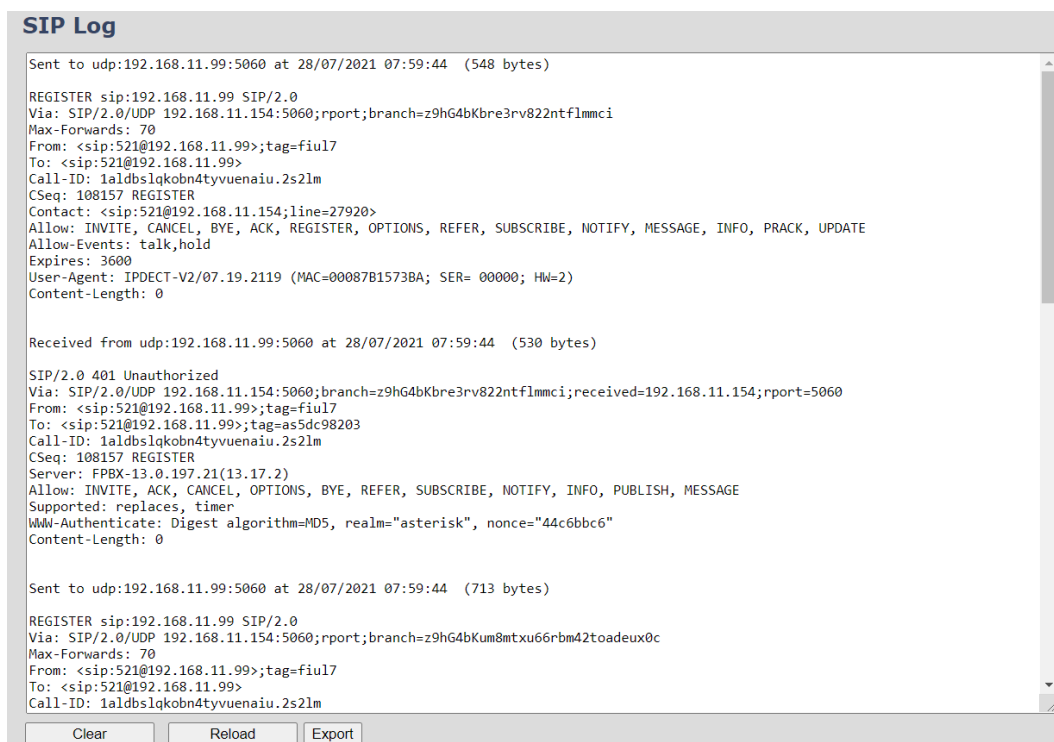 SIP Log
Sent to udp:192.168.11.99:5060 at 28/07/2021 07:59:44  (548 bytes)
REGISTER sip:192.168.11.99 SIP/2.0
Via: SIP/2.0/UDP 192.168.11.154:5060;rport;branch=z9hG4bKbre3rv822ntflmmci
Max-Forwards: 70
From: <sip:521@192.168.11.99>;tag=fiul7
To: <sip:521@192.168.11.99>
Call-ID: 1aldbslqkobn4tyvuenaiu.2s2lm
CSeq: 108157 REGISTER
Contact: <sip:521@192.168.11.154;line=27920>
Allow: INVITE, CANCEL, BYE, ACK, REGISTER, OPTIONS, REFER, SUBSCRIBE, NOTIFY, MESSAGE, INFO, PRACK, UPDATE
Allow-Events: talk,hold
Expires: 3600
User-Agent: IPDECT-V2/07.19.2119 (MAC=00087B1573BA; SER= 00000; HW=2)
Content-Length: 0
Received from udp:192.168.11.99:5060 at 28/07/2021 07:59:44  (530 bytes)
SIP/2.0 401 Unauthorized
Via: SIP/2.0/UDP 192.168.11.154:5060;branch=z9hG4bKbre3rv822ntflmmci;received=192.168.11.154;rport=5060
From: <sip:521@192.168.11.99>;tag=fiul7
To: <sip:521@192.168.11.99>;tag=as5dc98203
Call-ID: 1aldbslqkobn4tyvuenaiu.2s2lm
CSeq: 108157 REGISTER
Server: FPBX-13.0.197.21(13.17.2)
Allow: INVITE, ACK, CANCEL, OPTIONS, BYE, REFER, SUBSCRIBE, NOTIFY, INFO, PUBLISH, MESSAGE
Supported: replaces, timer
WWW-Authenticate: Digest algorithm=MD5, realm="asterisk", nonce="44c6bbc6"
Content-Length: 0
Sent to udp:192.168.11.99:5060 at 28/07/2021 07:59:44  (713 bytes)
REGISTER sip:192.168.11.99 SIP/2.0
Via: SIP/2.0/UDP 192.168.11.154:5060;rport;branch=z9hG4bKum8mtxu66rbm42toadeux0c
Max-Forwards: 70
From: <sip:521@192.168.11.99>;tag=fiul7
To: <sip:521@192.168.11.99>
Call-ID: 1aldbslqkobn4tyvuenaiu.2s2lm
Clear Reload Export